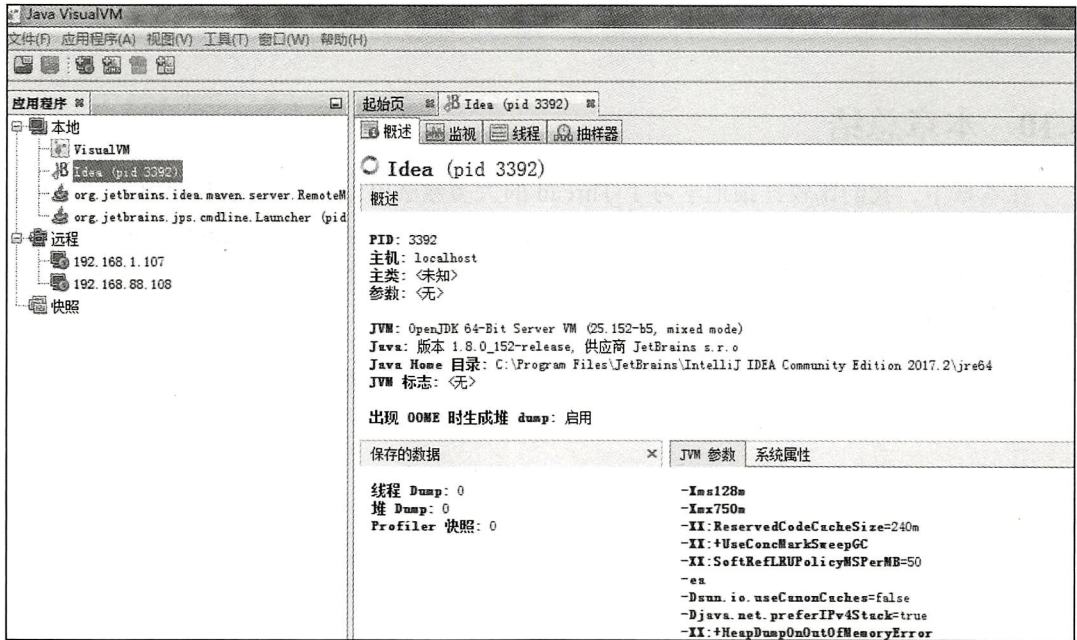 Java VisualVM
文件(F) 应用程序(A) 视图(V) 工具(T) 窗口(W) 帮助(H)
应用程序
本地
VisualVM
Idea (pid 3392)
org.jetbrains.idea.maven.server.RemoteM
org.jetbrains.jps.cmdline.Launcher (pid
远程
192.168.1.107
192.168.88.108
快照
起始页 Idea (pid 3392)
概述 监视 线程 抽样器
Idea (pid 3392)
概述
PID: 3392
主机: localhost
主类: <未知>
参数: <无>
JVM: OpenJDK 64-Bit Server VM (25.152-b5, mixed mode)
Java: 版本 1.8.0_152-release, 供应商 JetBrains s.r.o
Java Home 目录: C:\Program Files\JetBrains\IntelliJ IDEA Community Edition 2017.2\jre64
JVM 标志: <无>
出现 OOME 时生成堆 dump: 启用
保存的数据
线程 Dump: 0
堆 Dump: 0
Profiler 快照: 0
JVM 参数 系统属性
-Xms128m
-Xmx750m
-XX:ReservedCodeCacheSize=240m
-XX:+UseConcMarkSweepGC
-XX:SoftRefLRUPolicyMSPerMB=50
-ea
-Dsun.io.useCanonCaches=false
-Djava.net.preferIPv4Stack=true
-XX:+HeapDumpOnOutOfMemoryError